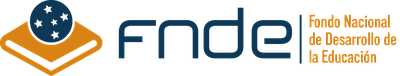 fnde
Fondo Nacional
de Desarrollo de
la Educación